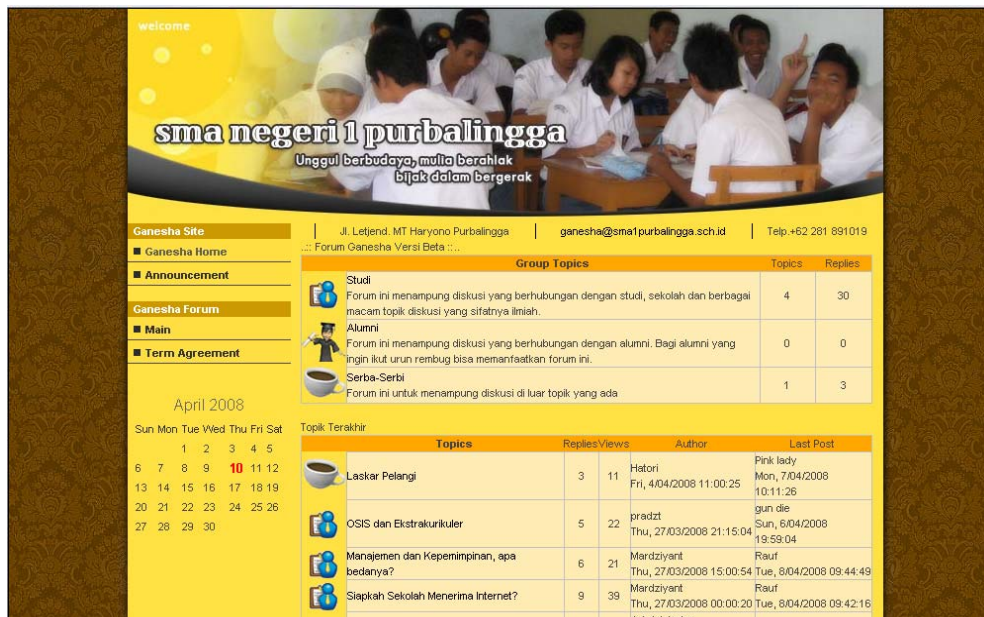 welcome
sma negeri 1 purbalingga
Unggul berbudaya, mulia berahlak
bijak dalam bergerak
Ganesha Site
Ganesha Home
Announcement
Ganesha Forum
Main
Term Agreement
April 2008
Sun Mon Tue Wed Thu Fri Sat
1 2 3 4 5
6 7 8 9 10 11 12
13 14 15 16 17 18 19
20 21 22 23 24 25 26
27 28 29 30
Jl. Letjend. MT Haryono Purbalingga | ganesha@sma1purbalingga.sch.id | Telp.+62 281 891019
..:: Forum Ganesha Versi Beta ::..
Group Topics Topics Replies
Studi
Forum ini menampung diskusi yang berhubungan dengan studi, sekolah dan berbagai
macam topik diskusi yang sifatnya ilmiah.
4 30
Alumni
Forum ini menampung diskusi yang berhubungan dengan alumni. Bagi alumni yang
ingin ikut urun rembug bisa memanfaatkan forum ini.
0 0
Serba-Serbi
Forum ini untuk menampung diskusi di luar topik yang ada
1 3
Topik Terakhir
Topics Replies Views Author Last Post
Laskar Pelangi 3 11
Hatori
Fri, 4/04/2008 11:00:25
Pink lady
Mon, 7/04/2008
10:11:26
OSIS dan Ekstrakurikuler 5 22
pradzt
Thu, 27/03/2008 21:15:04
gun die
Sun, 6/04/2008
19:59:04
Manajemen dan Kepemimpinan, apa
bedanya?
6 21
Mardziyant
Thu, 27/03/2008 15:00:54
Rauf
Tue, 8/04/2008 09:44:49
Siapkah Sekolah Menerima Internet? 9 39
Mardziyant
Thu, 27/03/2008 00:00:20
Rauf
Tue, 8/04/2008 09:42:16